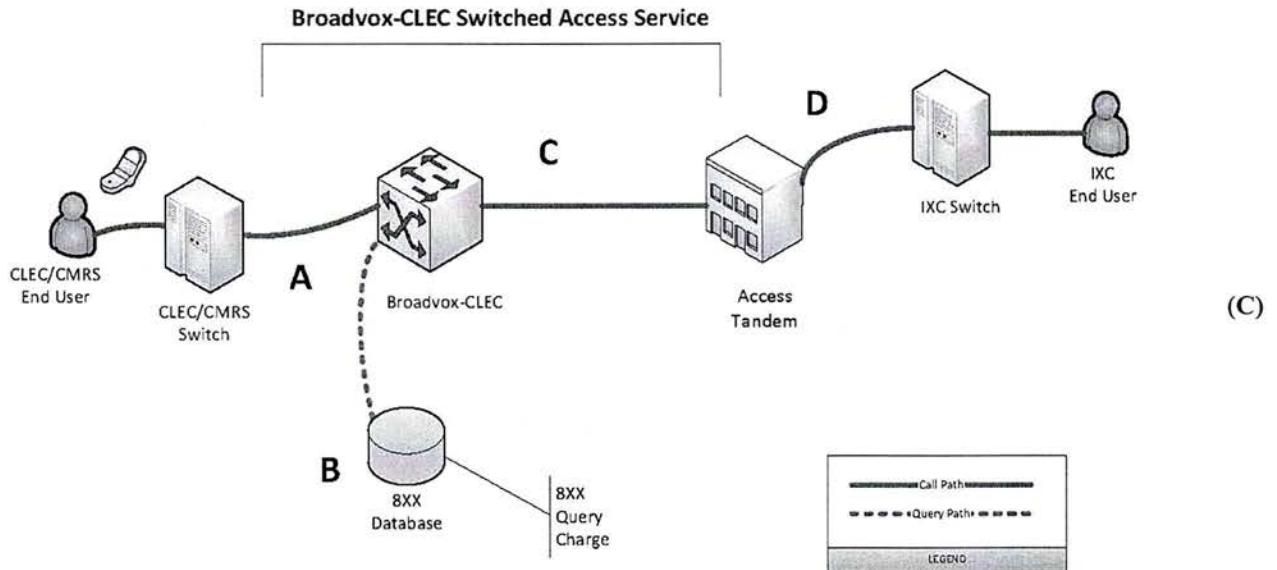 Broadvox-CLEC Switched Access Service
D
C
IXC
End User
IXC Switch
CLEC/CMRS
End User
A
CLEC/CMRS
Switch
Broadvox-CLEC
Access
Tandem
(C)
B
8XX
Database
8XX
Query
Charge
Call Path
Query Path
LEGEND